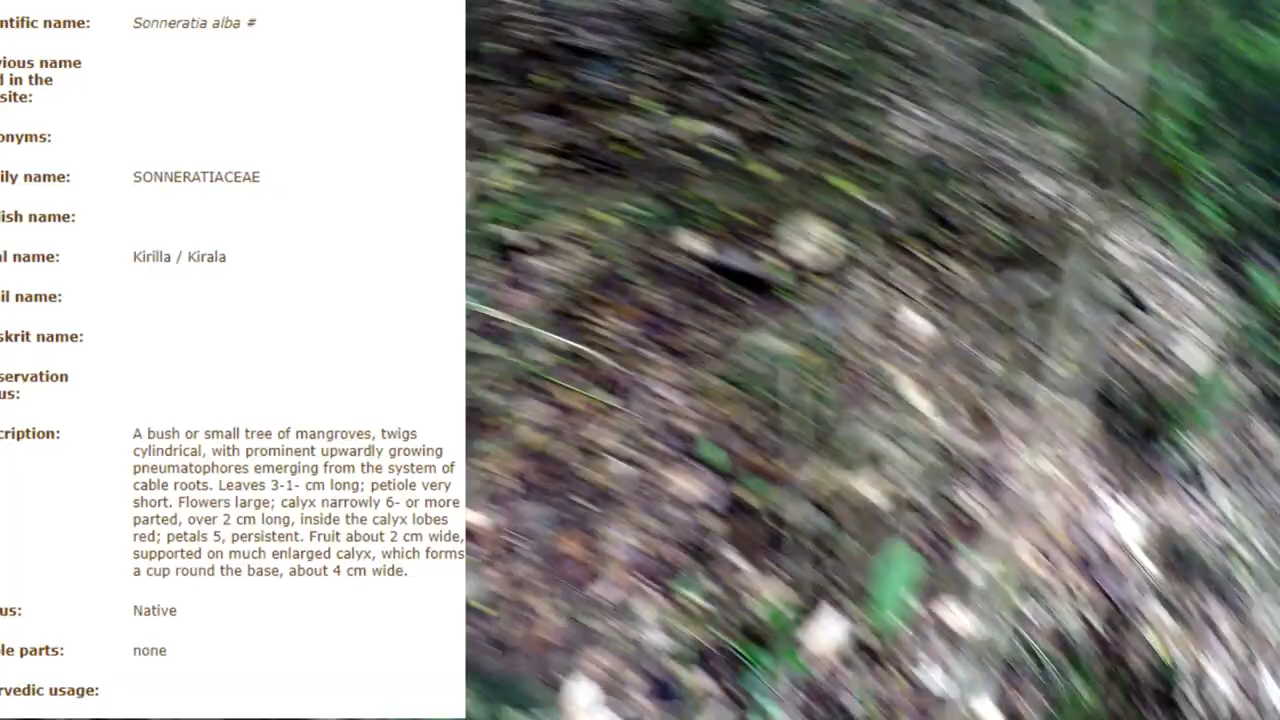 ntific name: Sonneratia alba #
vious name
d in the
site:
onyms:
ily name: SONNERATIACEAE
lish name:
al name: Kirilla / Kirala
il name:
skrit name:
servation
us:
cription: A bush or small tree of mangroves, twigs
cylindrical, with prominent upwardly growing
pneumatophores emerging from the system of
cable roots. Leaves 3-1- cm long; petiole very
short. Flowers large; calyx narrowly 6- or more
parted, over 2 cm long, inside the calyx lobes
red; petals 5, persistent. Fruit about 2 cm wide,
supported on much enlarged calyx, which forms
a cup round the base, about 4 cm wide.
us: Native
le parts: none
rvedic usage: